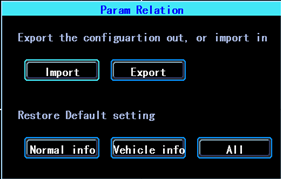 Param Relation
Export the configuartion out, or import in
Import Export
Restore Default setting
Normal info Vehicle info All